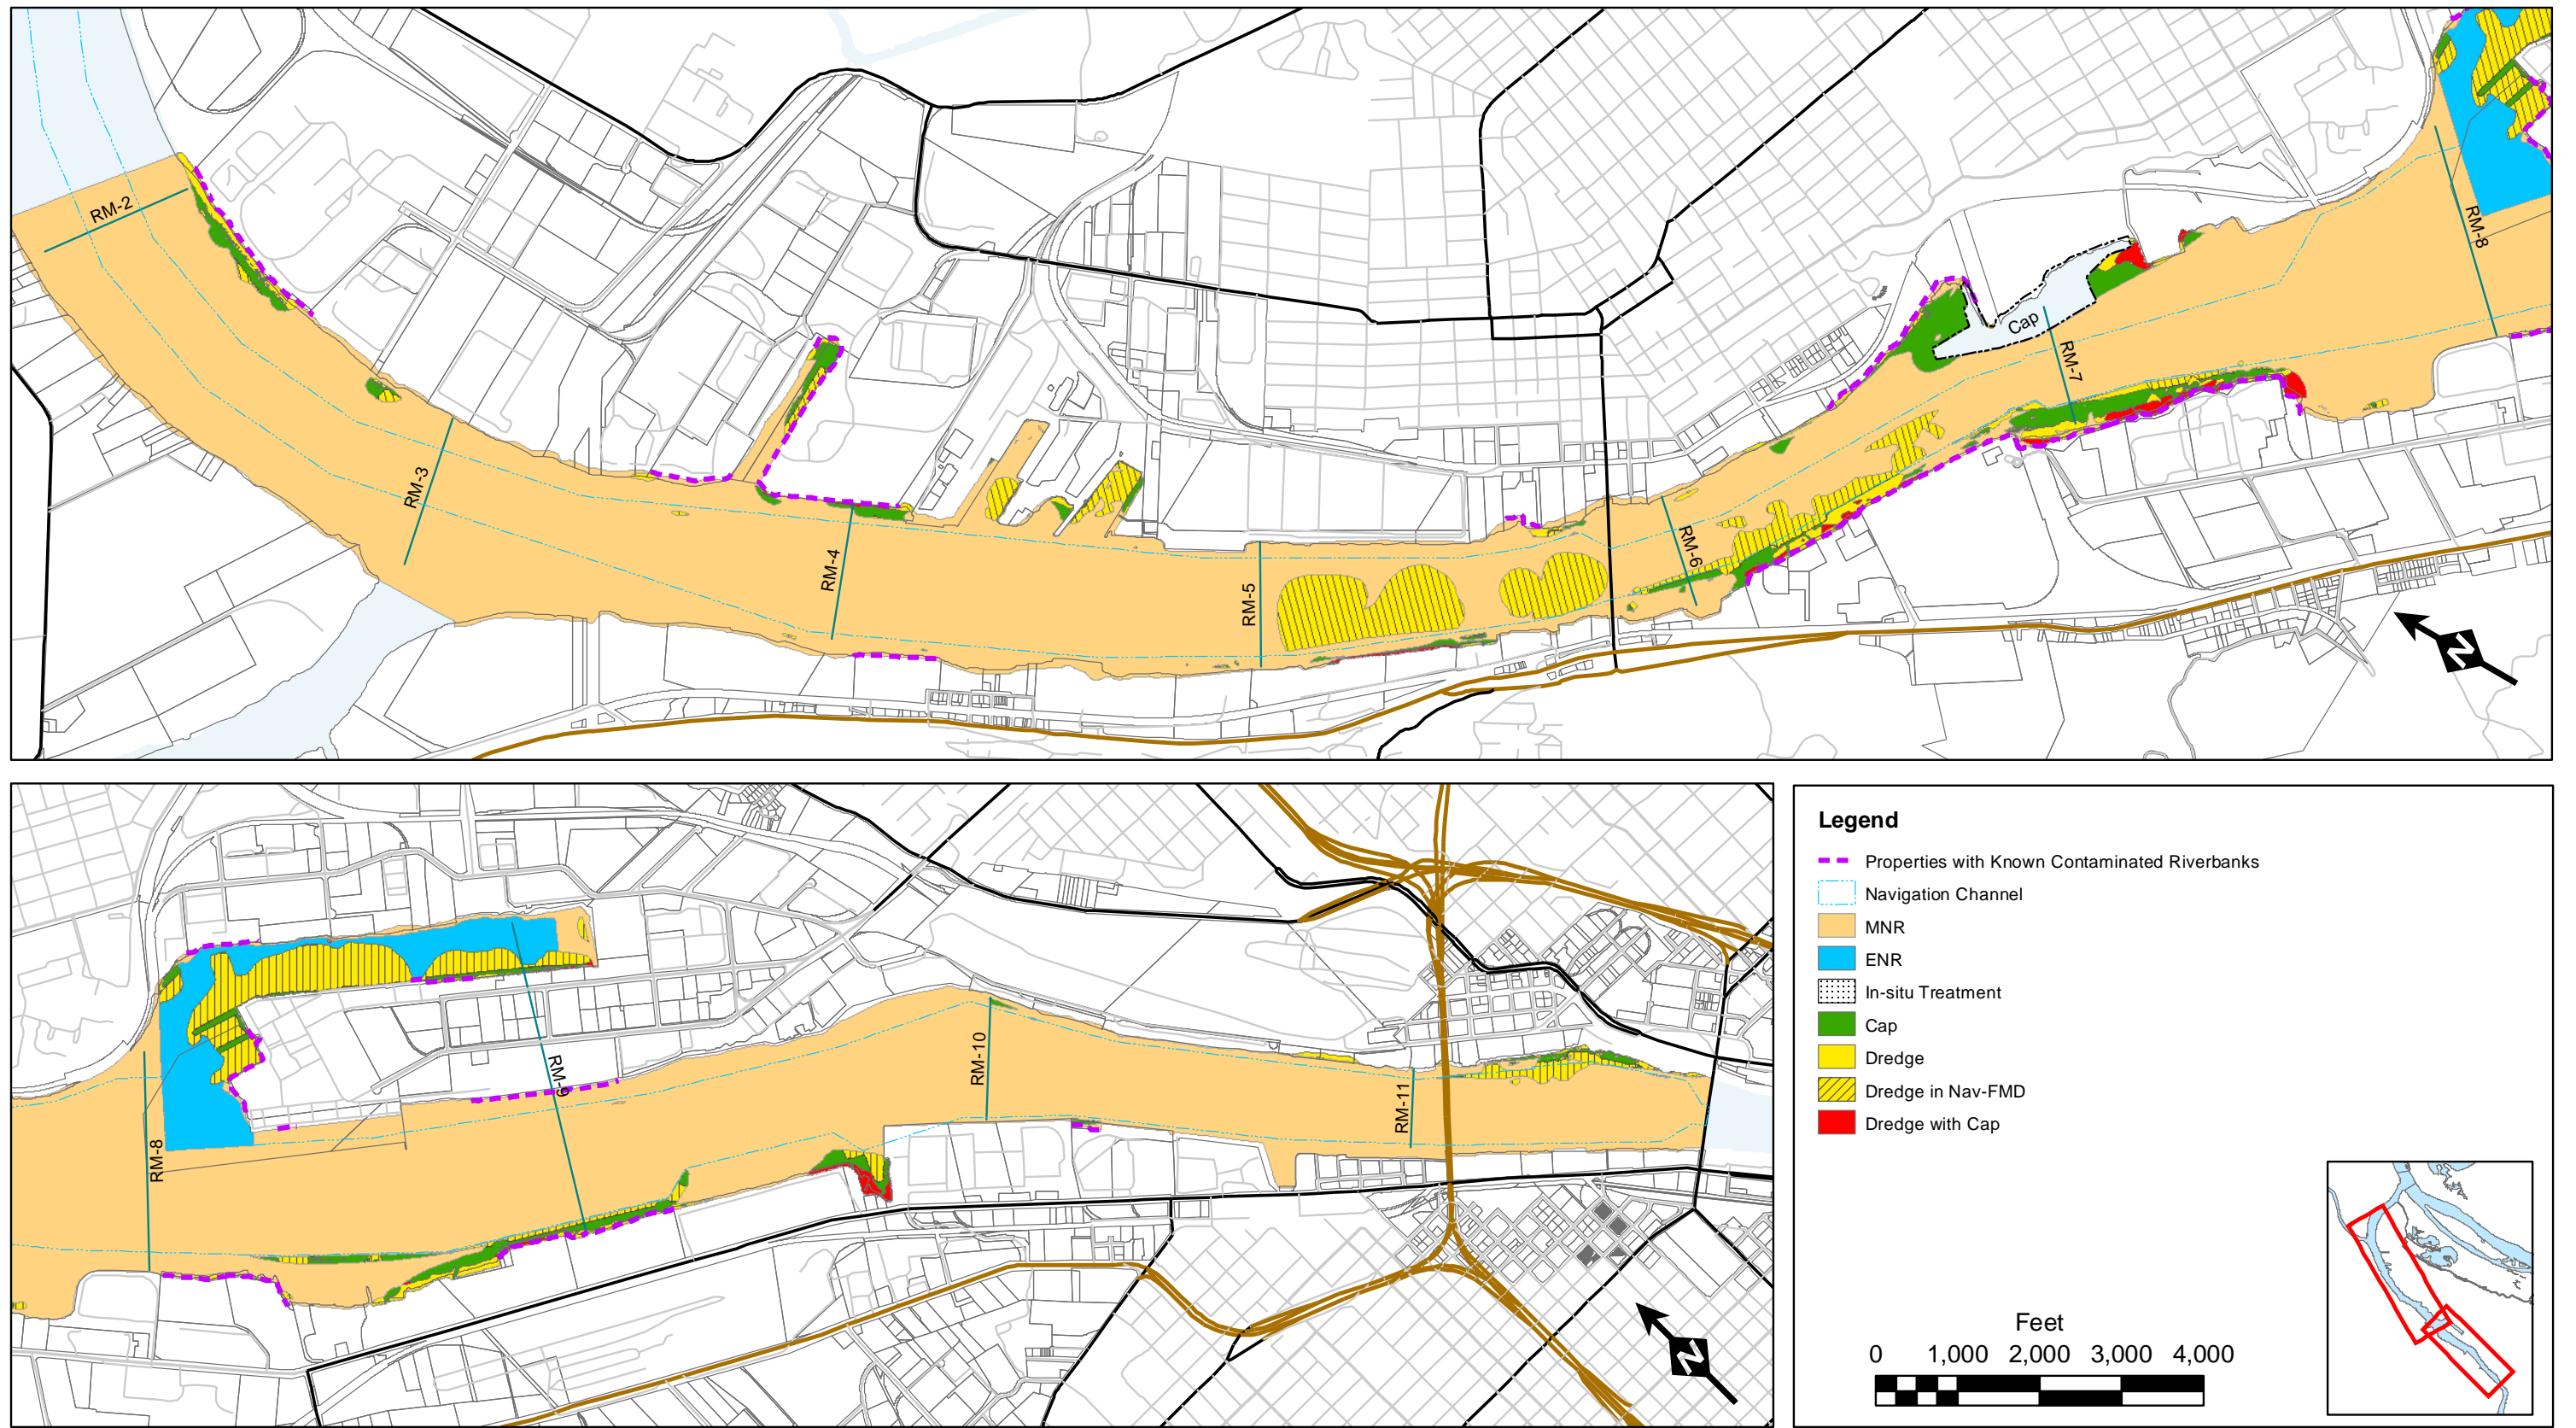 RM-2
RM-3
RM-4
RM-5
RM-6
Cap
RM-7
RM-8
N
RM-8
RM-9
RM-10
RM-11
N
Legend
Properties with Known Contaminated Riverbanks
Navigation Channel
MNR
ENR
In-situ Treatment
Cap
Dredge
Dredge in Nav-FMD
Dredge with Cap
Feet
0 1,000 2,000 3,000 4,000